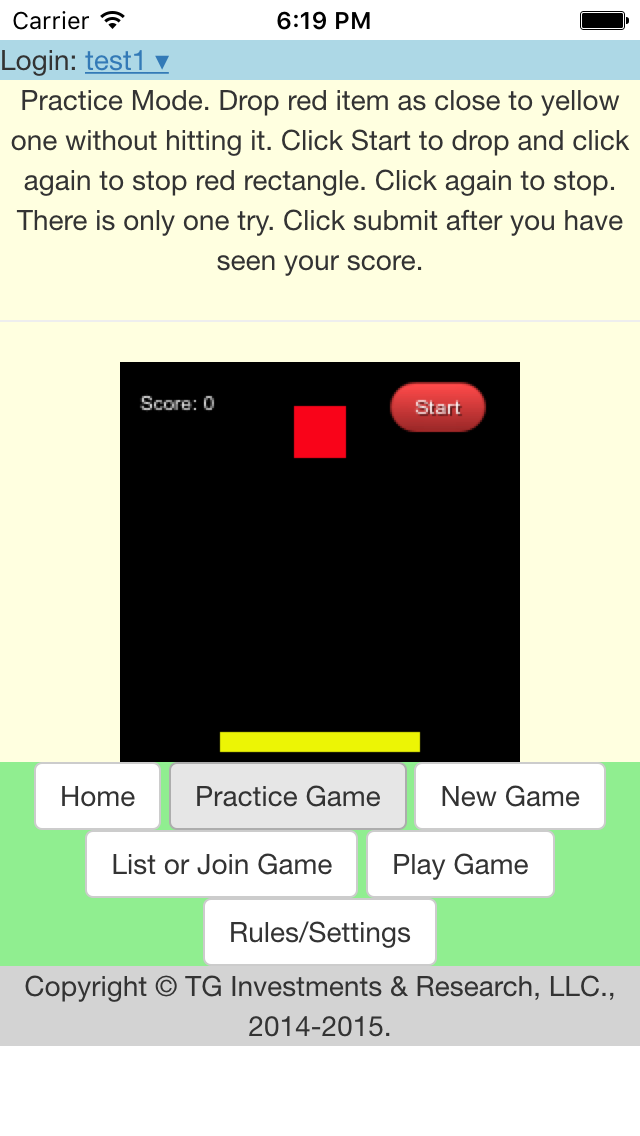 Carrier 6:19 PM
Login: test1 ▾
Practice Mode. Drop red item as close to yellow
one without hitting it. Click Start to drop and click
again to stop red rectangle. Click again to stop.
There is only one try. Click submit after you have
seen your score.
Score: 0 Start
Home Practice Game New Game
List or Join Game Play Game
Rules/Settings
Copyright © TG Investments & Research, LLC.,
2014-2015.